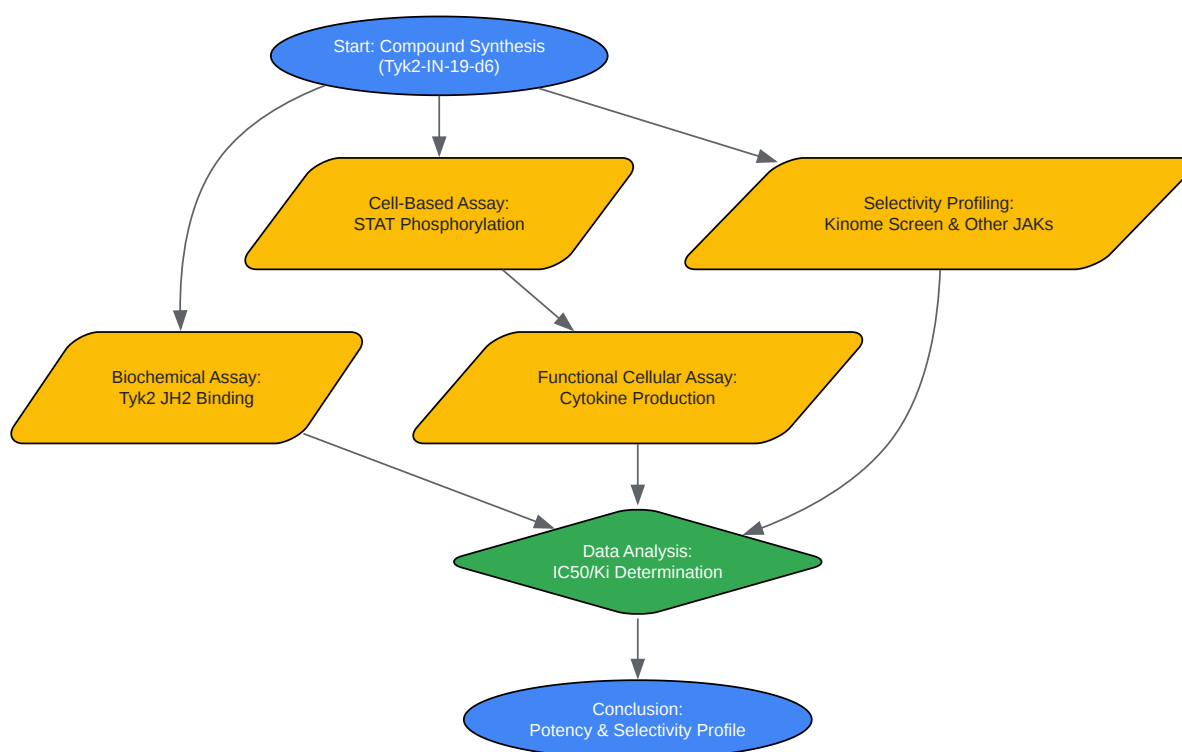 Start: Compound Synthesis
(Tyk2-IN-19-d6)
Cell-Based Assay:
STAT Phosphorylation
Selectivity Profiling:
Kinome Screen & Other JAKs
Biochemical Assay:
Tyk2 JH2 Binding
Functional Cellular Assay:
Cytokine Production
Data Analysis:
IC50/Ki Determination
Conclusion:
Potency & Selectivity Profile